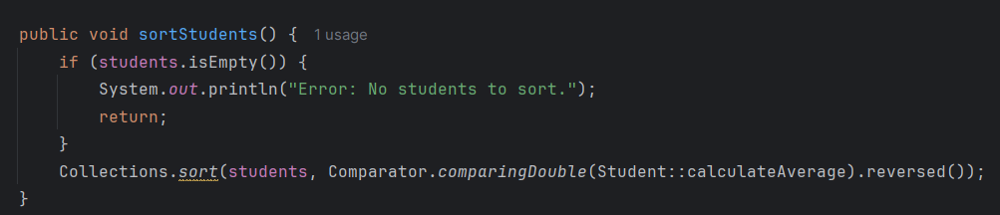 public void sortStudents() { 1 usage
if (students.isEmpty()) {
System.out.println("Error: No students to sort.");
return;
}
Collections.sort(students, Comparator.comparingDouble(Student::calculateAverage).reversed());
}